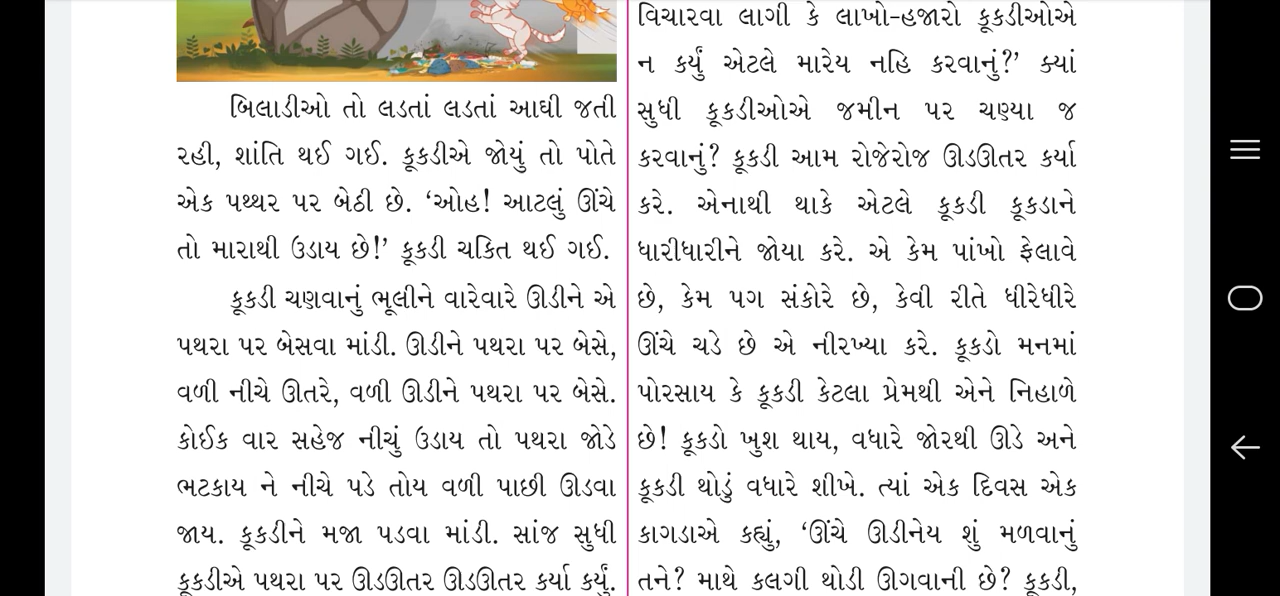 બિલાડીઓ તો લડતાં લડતાં આઘી જતી
રહી, શાંતિ થઈ ગઈ. કૂકડીએ જોયું તો પોતે
એક પથ્થર પર બેઠી છે. ‘ઓહ! આટલું ઊંચે
તો મારાથી ઉડાય છે!’ કૂકડી ચકિત થઈ ગઈ.
કૂકડી ચણવાનું ભૂલીને વારેવારે ઊડીને એ
પથરા પર બેસવા માંડી. ઊડીને પથરા પર બેસે,
વળી નીચે ઊતરે, વળી ઊડીને પથરા પર બેસે.
કોઈક વાર સહેજ નીચું ઉડાય તો પથરા જોડે
ભટકાય ને નીચે પડે તોય વળી પાછી ઊડવા
જાય. કૂકડીને મજા પડવા માંડી. સાંજ સુધી
કૂકડીએ પથરા પર ઊડઊતર ઊડઊતર કર્યા કર્યું.
વિચારવા લાગી કે લાખો-હજારો કૂકડીઓએ
ન કર્યું એટલે મારેય નહિ કરવાનું?’ ક્યાં
સુધી કૂકડીઓએ જમીન પર ચણ્યા જ
કરવાનું? કૂકડી આમ રોજેરોજ ઊડઊતર કર્યા
કરે. એનાથી થાકે એટલે કૂકડી કૂકડાને
ધારીધારીને જોયા કરે. એ કેમ પાંખો ફેલાવે
છે, કેમ પગ સંકોરે છે, કેવી રીતે ધીરેધીરે
ઊંચે ચડે છે એ નીરખ્યા કરે. કૂકડો મનમાં
પોરસાય કે કૂકડી કેટલા પ્રેમથી એને નિહાળે
છે! કૂકડો ખુશ થાય, વધારે જોરથી ઊડે અને
કૂકડી થોડું વધારે શીખે. ત્યાં એક દિવસ એક
કાગડાએ કહ્યું, ‘ઊંચે ઊડીનેય શું મળવાનું
તને? માથે કલગી થોડી ઊગવાની છે? કૂકડી,